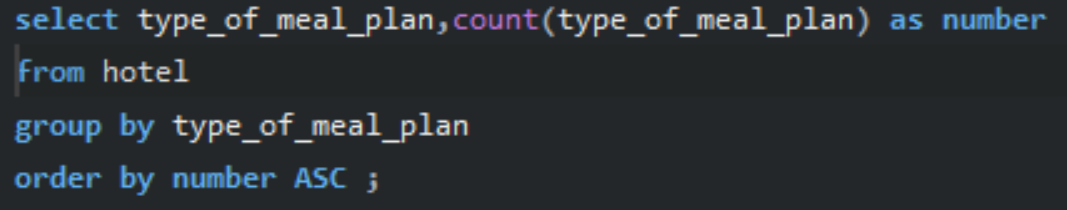 select type_of_meal_plan,count(type_of_meal_plan) as number
from hotel
group by type_of_meal_plan
order by number ASC ;